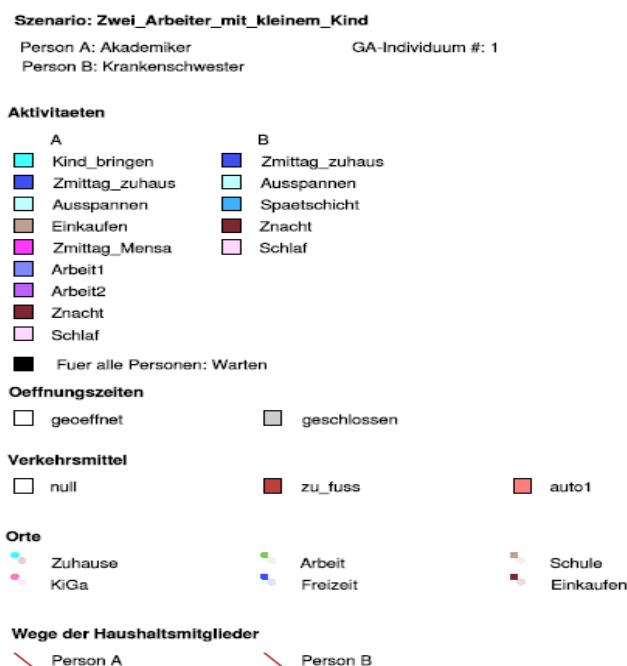 Szenario: Zwei_Arbeiter_mit_kleinem_Kind
Person A: Akademiker GA-Individuum #: 1
Person B: Krankenschwester
Aktivitaeten
A B
Kind_bringen Zmittag_zuhaus
Zmittag_zuhaus Ausspannen
Ausspannen Spaetschicht
Einkaufen Znacht
Zmittag_Mensa Schlaf
Arbeit1
Arbeit2
Znacht
Schlaf
Fuer alle Personen: Warten
Oeffnungszeiten
geoeffnet geschlossen
Verkehrsmittel
null zu_fuss auto1
Orte
Zuhause Arbeit Schule
KiGa Freizeit Einkaufen
Wege der Haushaltsmitglieder
Person A Person B